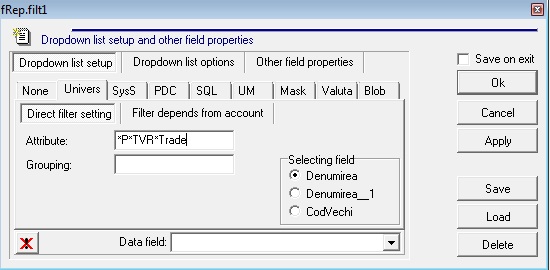 fRep.filt1
Dropdown list setup and other field properties
Save on exit
Dropdown list setup Dropdown list options Other field properties
Ok
None Univers SysS PDC SQL UM Mask Valuta Blob
Direct filter setting Filter depends from account
Cancel
Attribute: *P*TVR*Trade
Apply
Grouping:
Selecting field
Denumirea
Denumirea__1
CodVechi
Save
Load
Data field:
Delete